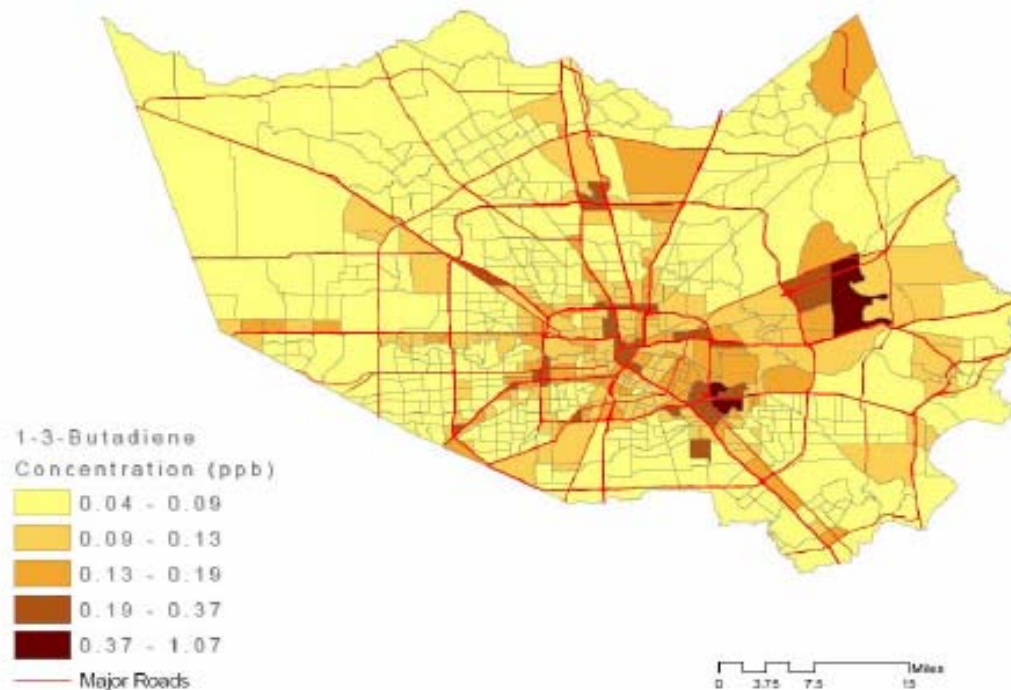 1-3-Butadiene
Concentration (ppb)
0.04 - 0.09
0.09 - 0.13
0.13 - 0.19
0.19 - 0.37
0.37 - 1.07
Major Roads
Miles
0 3.75 7.5 15